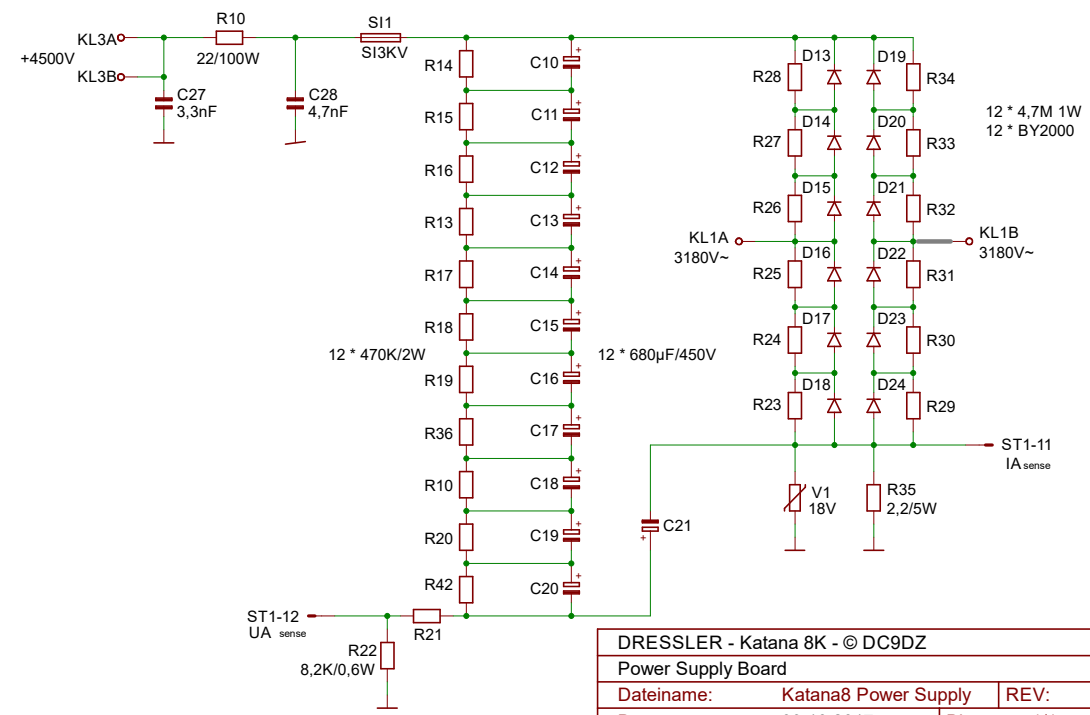 R10
SI1
KL3A
+4500V
22/100W
SI3KV
KL3B
C27
3,3nF
C28
4,7nF
R14
C10
+
R15
C11
+
R16
C12
+
R13
C13
+
R17
C14
+
R18
C15
+
12 * 470K/2W
12 * 680µF/450V
R19
C16
+
R36
C17
+
R10
C18
+
R20
C19
+
R42
C20
+
C21
+
R28
D13
D19
R34
12 * 4,7M 1W
12 * BY2000
R27
D14
D20
R33
R26
D15
D21
R32
KL1A
3180V~
KL1B
3180V~
R25
D16
D22
R31
R24
D17
D23
R30
R23
D18
D24
R29
ST1-11
IA sense
V1
18V
R35
2,2/5W
ST1-12
UA sense
R21
R22
8,2K/0,6W
DRESSLER - Katana 8K - © DC9DZ
Power Supply Board
Dateiname: Katana8 Power Supply REV: